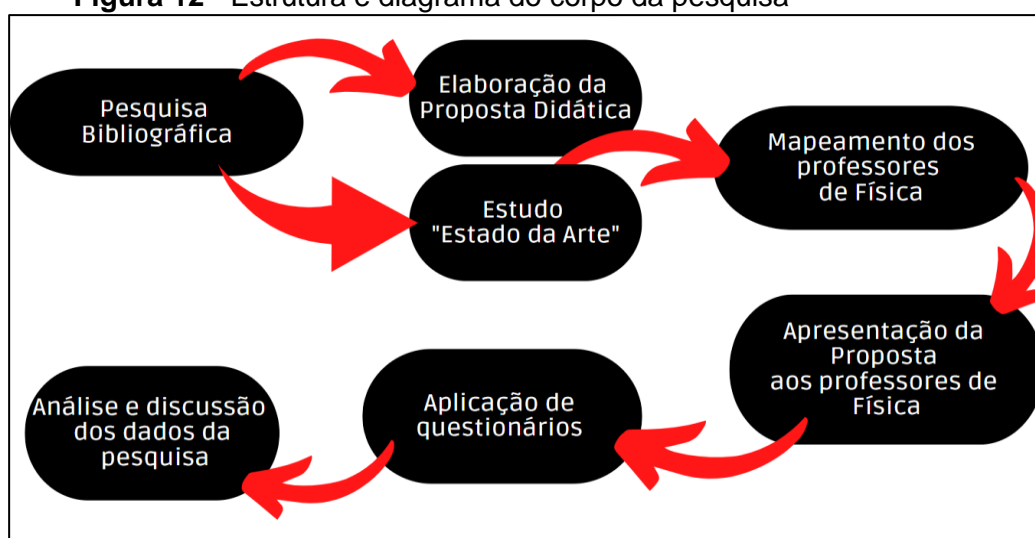 Figura 12 - Estrutura e diagrama do corpo da pesquisa
Pesquisa
Bibliográfica
Elaboração da
Proposta Didática
Estudo
"Estado da Arte"
Mapeamento dos
professores
de Física
Apresentação da
Proposta
aos professores de
Física
Aplicação de
questionários
Análise e discussão
dos dados da
pesquisa